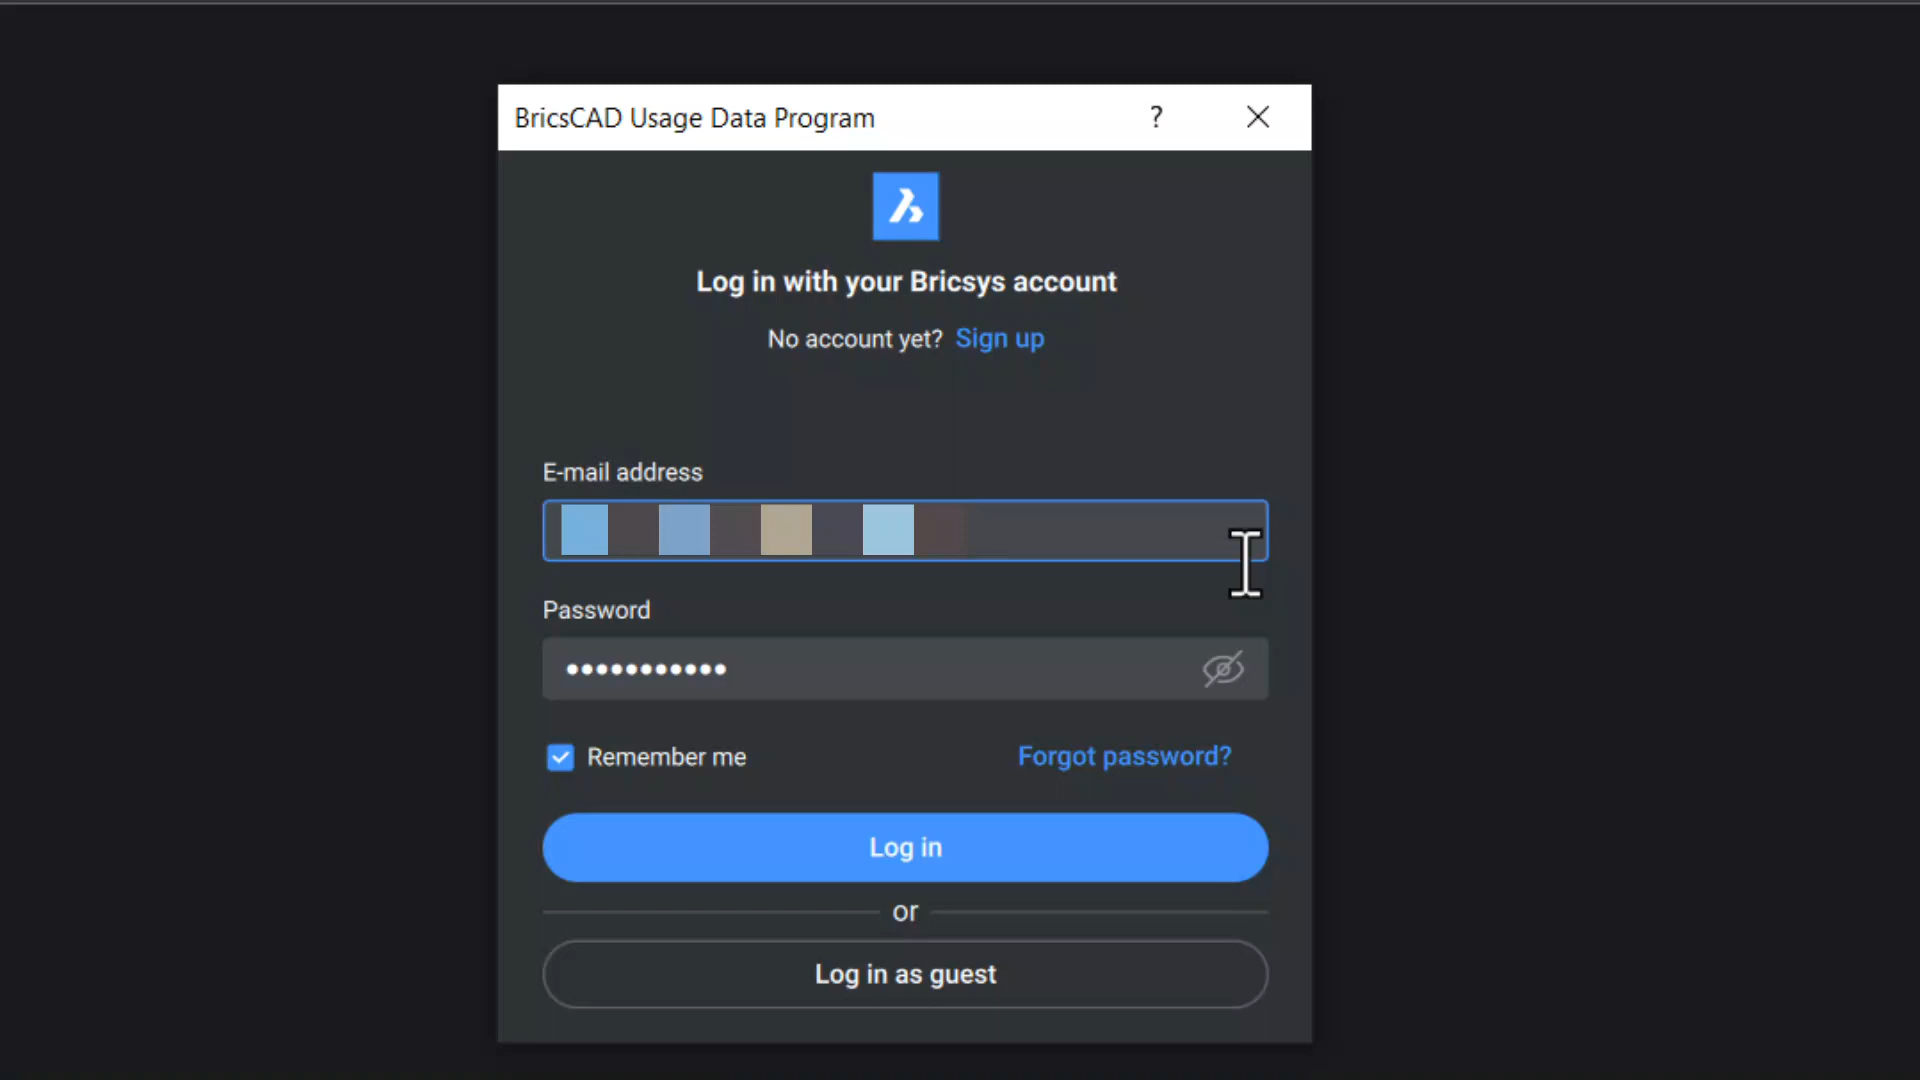 BricsCAD Usage Data Program ?
Log in with your Bricsys account
No account yet? Sign up
E-mail address
Password
•••••••••••
Remember me Forgot password?
Log in
or
Log in as guest